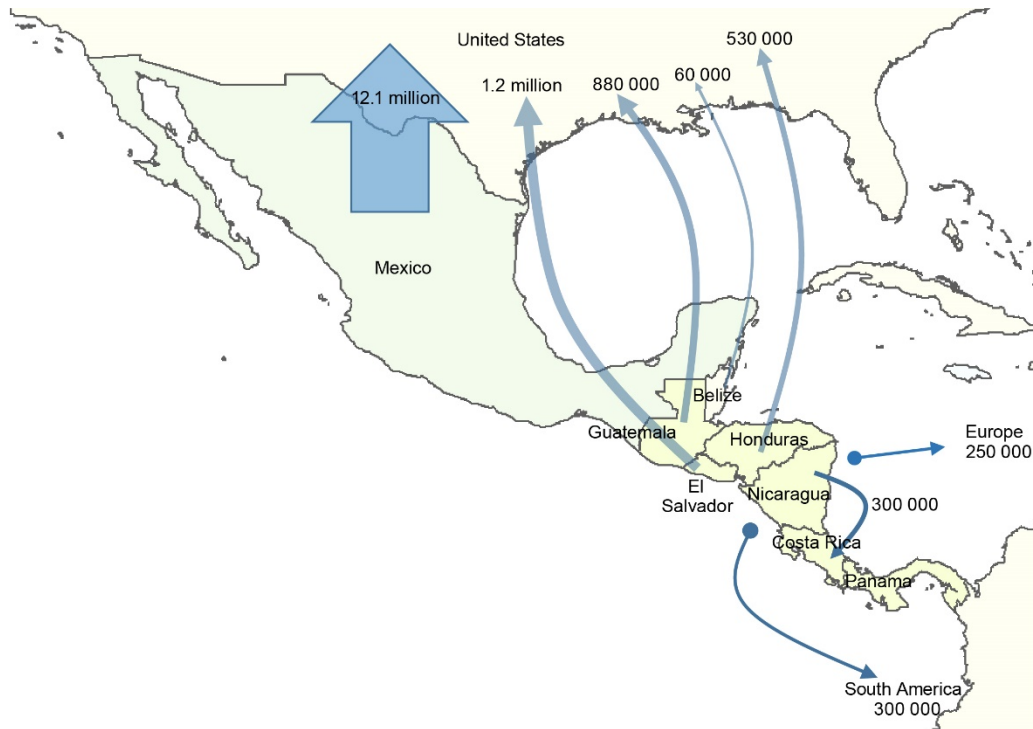 United States
530 000
12.1 million
1.2 million
880 000
60 000
Mexico
Belize
Guatemala
Honduras
Europe
250 000
El
Salvador
Nicaragua
300 000
Costa Rica
Panama
South America
300 000